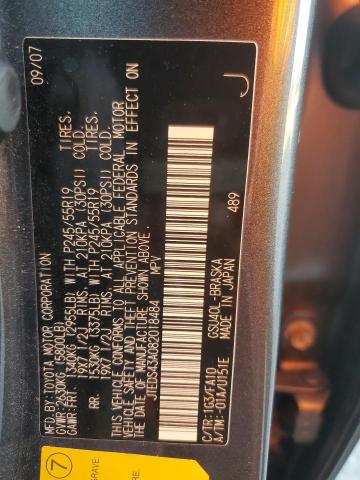 09/07
MFD.BY:TOYOTA MOTOR CORPORATION
GVWR:2630KG(5800LB)
GAWR:FRT. 1340KG(2955LB) WITH P245/55R19 TIRES,
19X7 1/2J RIMS, AT 210KPA (30PSI) COLD.
RR. 1530KG(3375LB) WITH P245/55R19 TIRES,
19X7 1/2J RIMS, AT 210KPA (30PSI) COLD.
THIS VEHICLE CONFORMS TO ALL APPLICABLE FEDERAL MOTOR
VEHICLE SAFETY AND BUMPER STANDARDS IN EFFECT ON
THE DATE OF MANUFACTURE SHOWN ABOVE.
JTEDS43A082018484 MPV
J
489
C/TR:1G3/FA10 GSU40L-BRASKA
A/TM:-01A/U151E MADE IN JAPAN
7